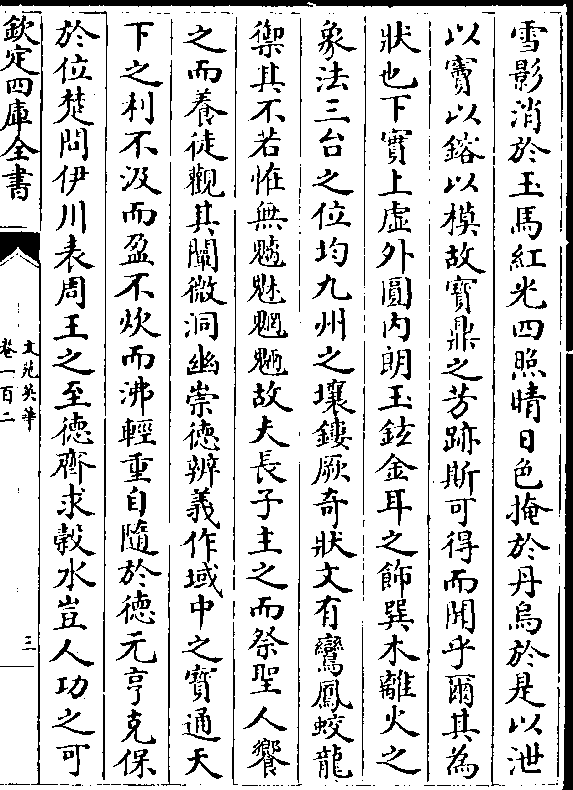 雪影消於玉馬紅光四照晴日色掩於丹烏於是以泄
以寳以鎔以模故寳鼎之芳跡斯可得而聞乎爾其為
狀也下實上虛外圓内朗玉鉉金耳之飾巽木離火之
象法三台之位均九州之壤鏤厥奇狀文有鸞鳳蛟龍
禦其不若怪無魑魅魍魎故夫長子主之而祭聖人饗
之而養徒觀其闡微洞幽崇德辨義作域中之寳通天
下之利不汲而盈不炊而沸輕重自隨於德元亨克保
於位楚問伊川表周王之至德齊求榖水豈人功之可
欽定四庫全書
文苑英華
卷一百二
三